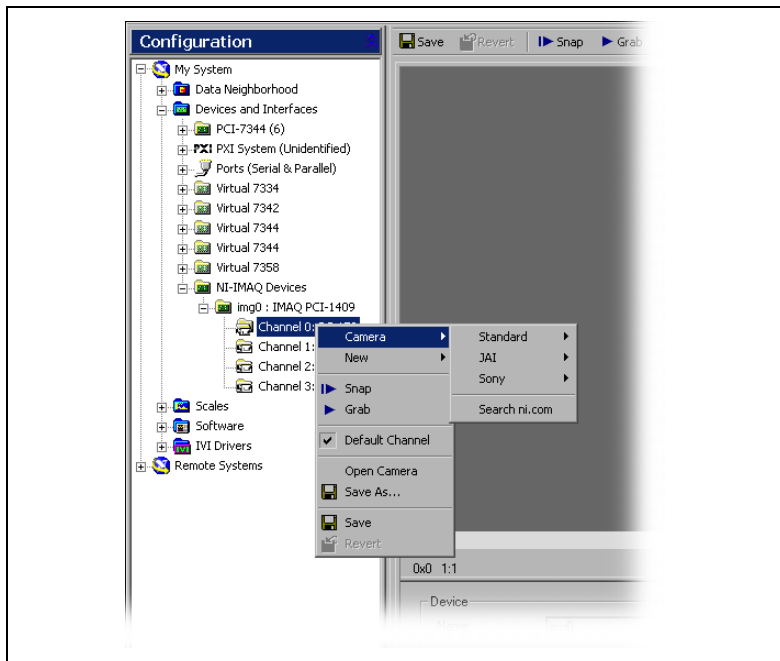 Configuration
Save Revert Snap Grab
My System
Data Neighborhood
Devices and Interfaces
PCI-7344 (6)
PXI PXI System (Unidentified)
Ports (Serial & Parallel)
Virtual 7334
Virtual 7342
Virtual 7344
Virtual 7344
Virtual 7358
NI-IMAQ Devices
img0 : IMAQ PCI-1409
Channel 0:
Channel 1:
Channel 2:
Channel 3:
Scales
Software
IVI Drivers
Remote Systems
Camera
New
Snap
Grab
Default Channel
Open Camera
Save As...
Save
Revert
Standard
JAI
Sony
Search ni.com
0x0 1:1
Device